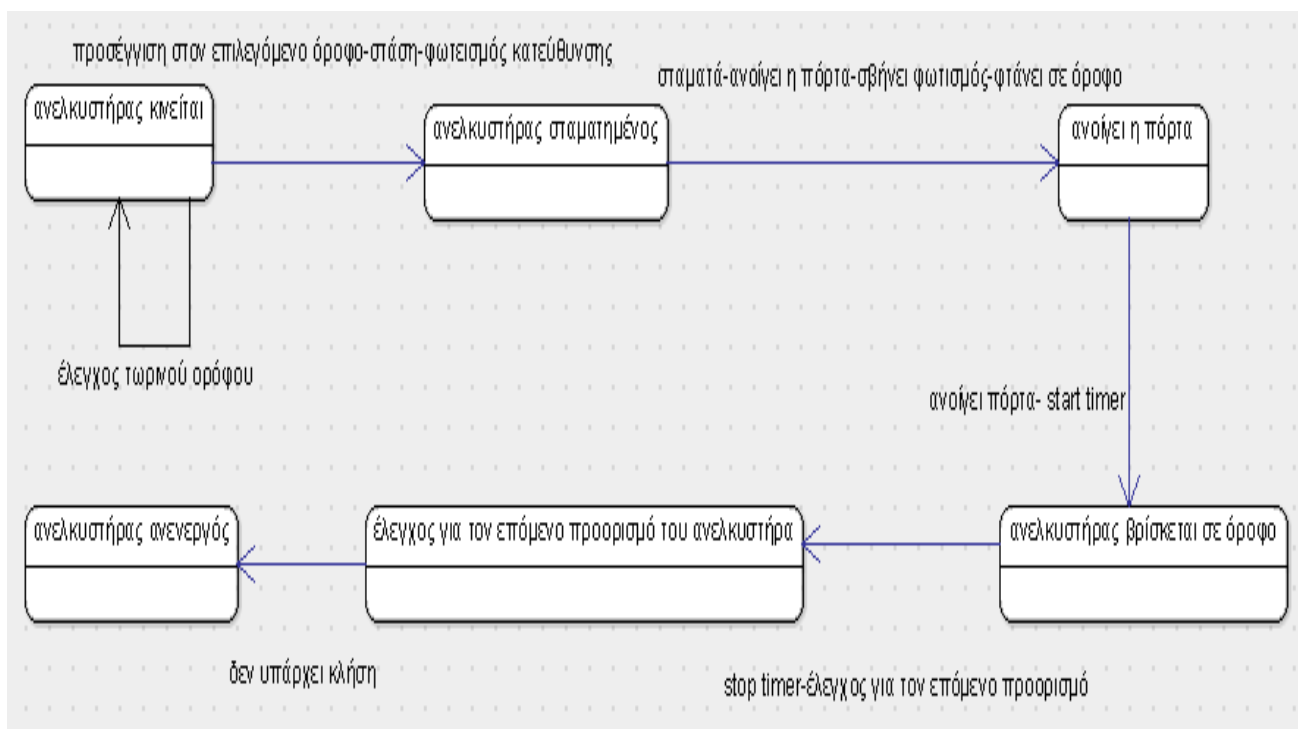 προσέγγιση στον επιλεγόμενο όροφο-στάση-φωτεισμός κατεύθυνσης
σταματά-ανοίγει η πόρτα-σβήνει φωτισμός-φτάνει σε όροφο
ανελκυστήρας κινείται
ανελκυστήρας σταματημένος
ανοίγει η πόρτα
έλεγχος τωρινού ορόφου
ανοίγει πόρτα- start timer
ανελκυστήρας ανενεργός
έλεγχος για τον επόμενο προορισμό του ανελκυστήρα
ανελκυστήρας βρίσκεται σε όροφο
δεν υπάρχει κλήση
stop timer-έλεγχος για τον επόμενο προορισμό